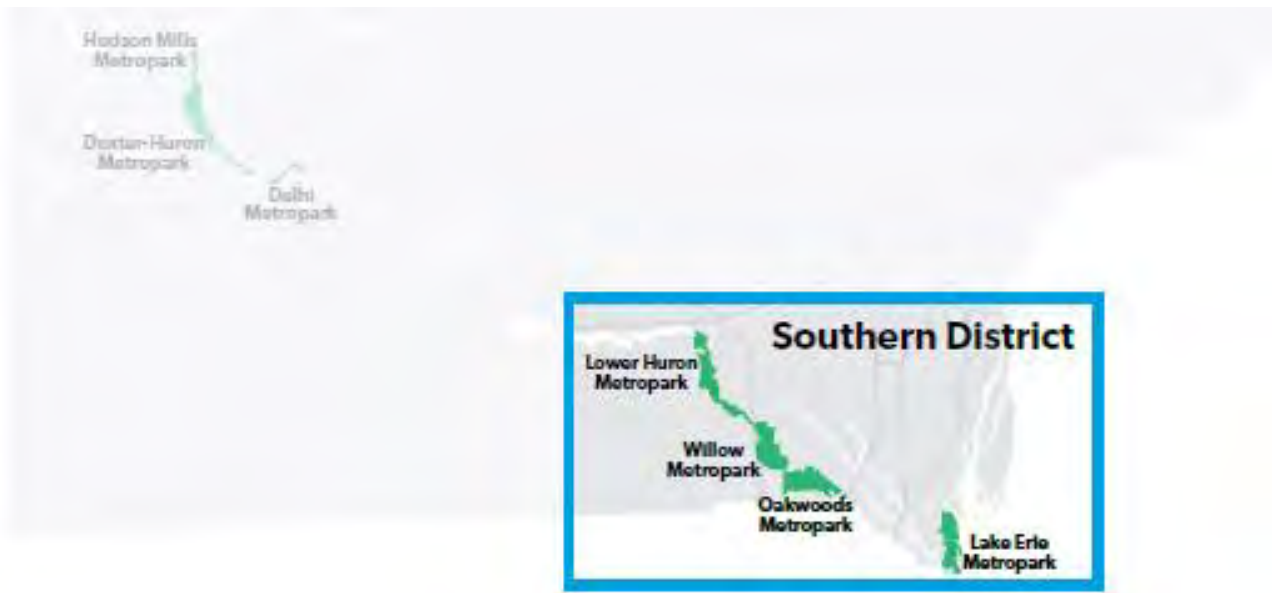 Hudson Mills
Metropark
Dexter-Huron
Metropark
Delhi
Metropark
Southern District
Lower Huron
Metropark
Willow
Metropark
Oakwoods
Metropark
Lake Erie
Metropark